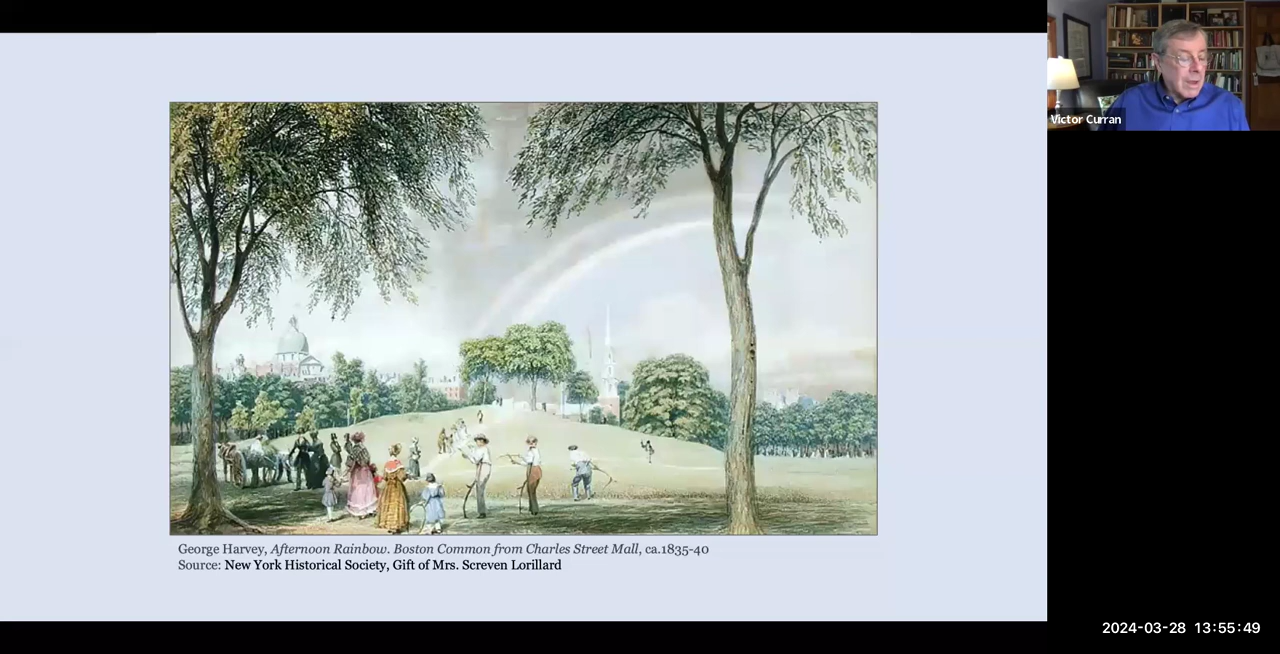 Victor Curran
George Harvey, Afternoon Rainbow. Boston Common from Charles Street Mall, ca.1835-40
Source: New York Historical Society, Gift of Mrs. Screven Lorillard
2024-03-28 13:55:49